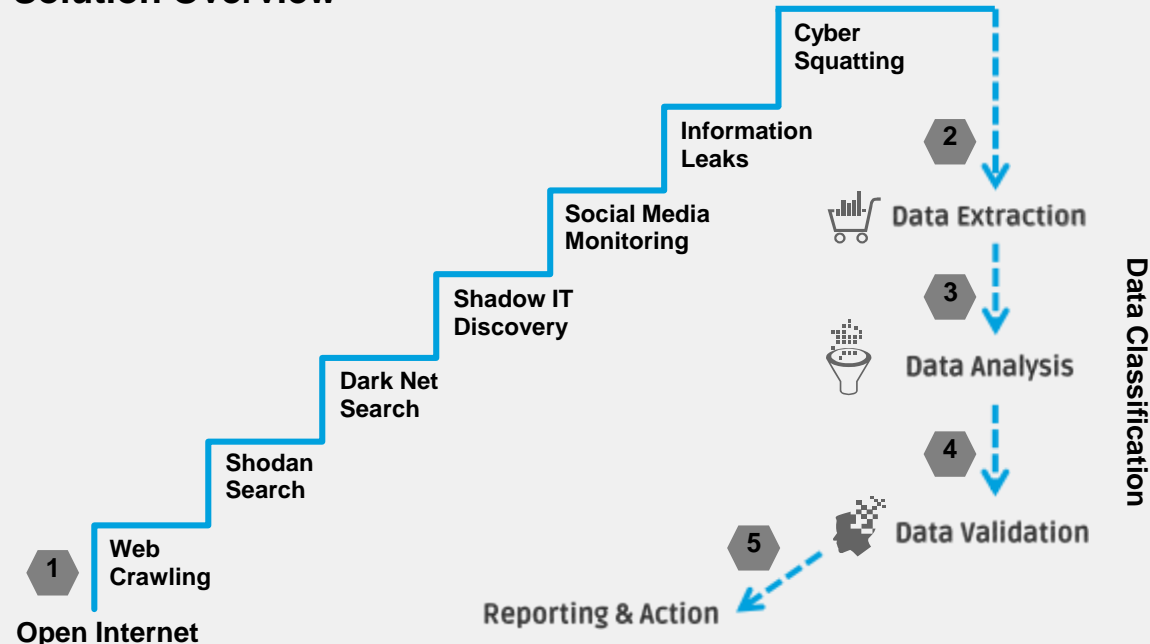 Solution Overview
Cyber
Squatting
Information
Leaks
Social Media
Monitoring
Shadow IT
Discovery
Dark Net
Search
Shodan
Search
Web
Crawling
1
Open Internet
2
Data Extraction
3
Data Analysis
4
Data Validation
5
Reporting & Action
Data Classification